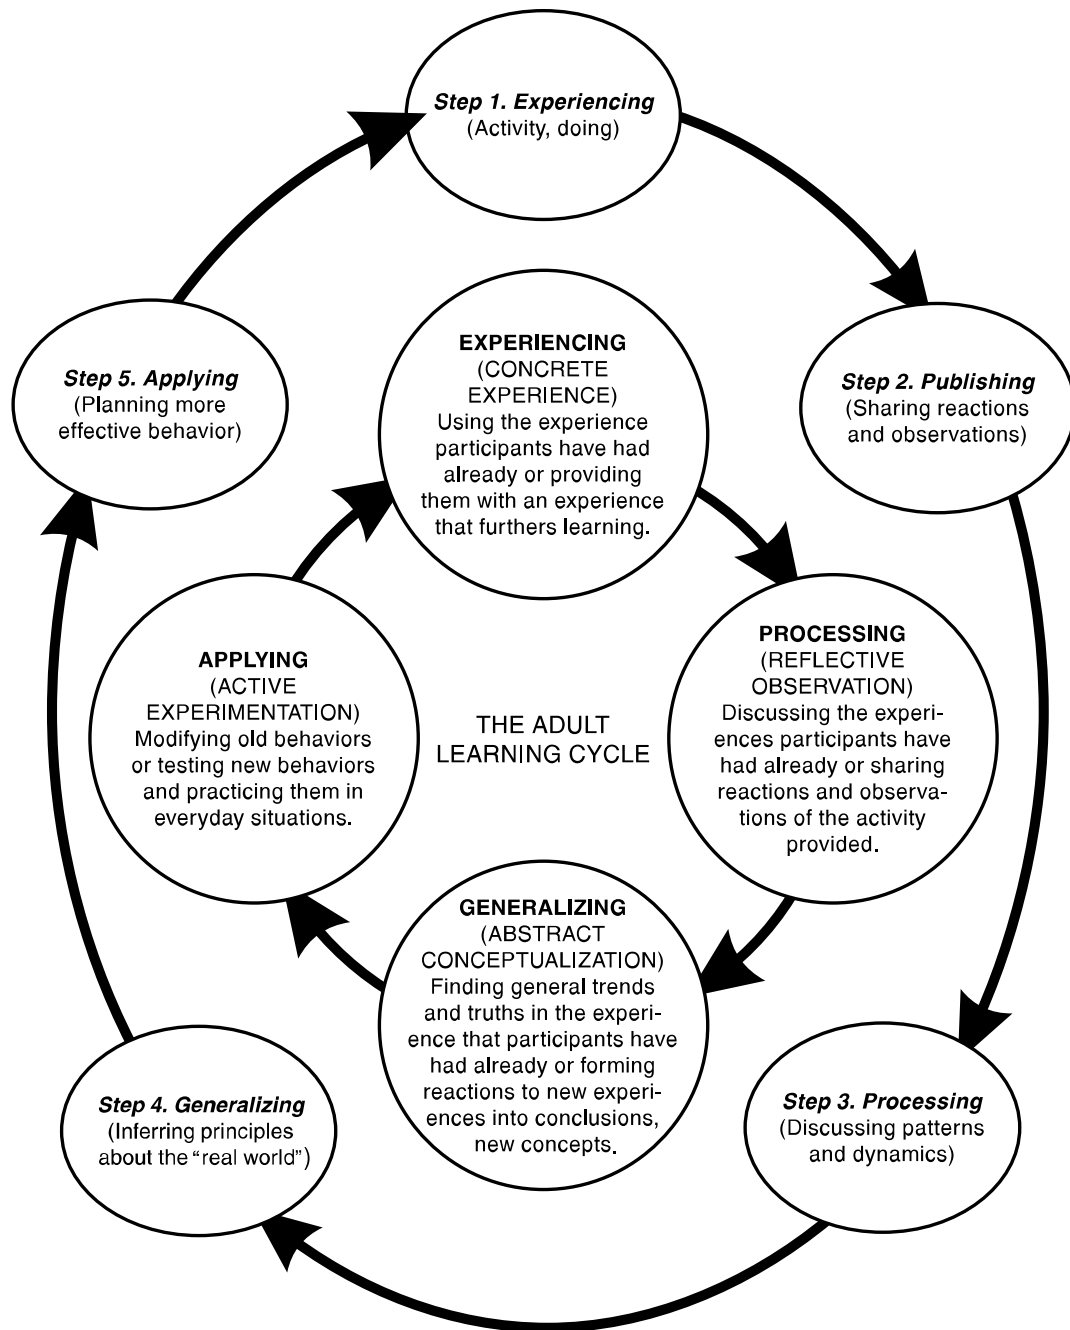 Step 1. Experiencing
(Activity, doing)
Step 2. Publishing
(Sharing reactions
and observations)
Step 3. Processing
(Discussing patterns
and dynamics)
Step 4. Generalizing
(Inferring principles
about the “real world”)
Step 5. Applying
(Planning more
effective behavior)
EXPERIENCING
(CONCRETE
EXPERIENCE)
Using the experience
participants have had
already or providing
them with an experience
that furthers learning.
PROCESSING
(REFLECTIVE
OBSERVATION)
Discussing the experi-
ences participants have
had already or sharing
reactions and observa-
tions of the activity
provided.
GENERALIZING
(ABSTRACT
CONCEPTUALIZATION)
Finding general trends
and truths in the experi-
ence that participants have
had already or forming
reactions to new experi-
ences into conclusions,
new concepts.
APPLYING
(ACTIVE
EXPERIMENTATION)
Modifying old behaviors
or testing new behaviors
and practicing them in
everyday situations.
THE ADULT
LEARNING CYCLE